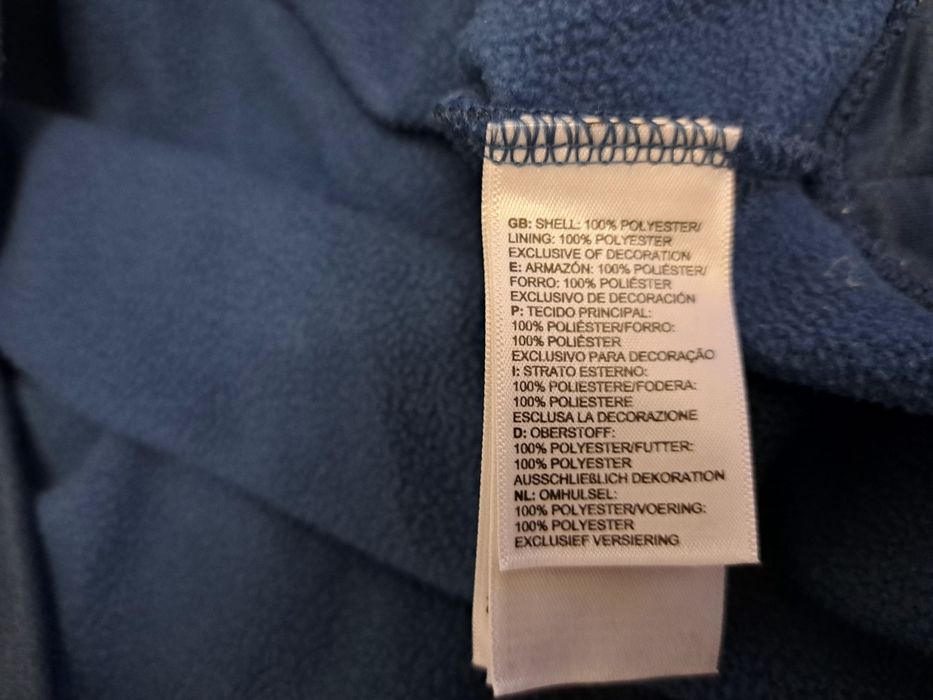 GB: SHELL: 100% POLYESTER/
LINING: 100% POLYESTER
EXCLUSIVE OF DECORATION
E: ARMAZÓN: 100% POLIÉSTER/
FORRO: 100% POLIÉSTER
EXCLUSIVO DE DECORACIÓN
P: TECIDO PRINCIPAL:
100% POLIÉSTER/FORRO:
100% POLIÉSTER
EXCLUSIVO PARA DECORAÇÃO
I: STRATO ESTERNO:
100% POLIESTERE/FODERA:
100% POLIESTERE
ESCLUSA LA DECORAZIONE
D: OBERSTOFF:
100% POLYESTER/FUTTER:
100% POLYESTER
AUSSCHLIEßLICH DEKORATION
NL: OMHULSEL:
100% POLYESTER/VOERING:
100% POLYESTER
EXCLUSIEF VERSIERING